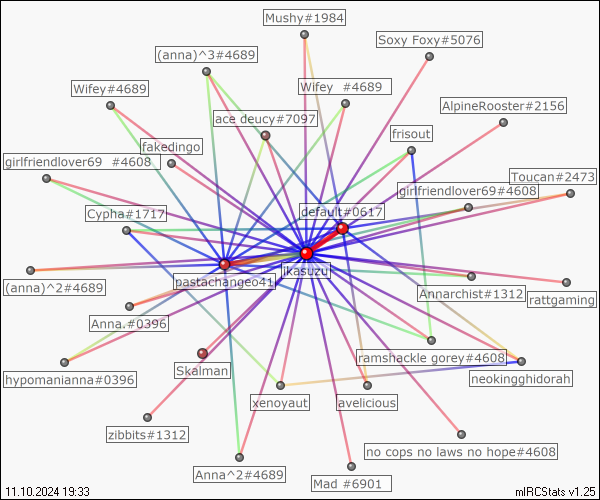 Mushy#1984
Soxy Foxy#5076
(anna)^3#4689
Wifey#4689
Wifey  #4689
AlpineRooster#2156
ace deucy#7097
frisout
fakedingo
girlfriendlover69  #4608
Toucan#2473
girlfriendlover69#4608
Cypha#1717
default#0617
jkasuzu
pastachangeo41
(anna)^2#4689
Annarchist#1312
rattgaming
Anna.#0396
ramshackle gorey#4608
Skalman
hypomanianna#0396
neokingghidorah
xenoyaut
avelicious
zibbits#1312
no cops no laws no hope#4608
Anna^2#4689
Mad #6901
11.10.2024 19:33
mIRCStats v1.25